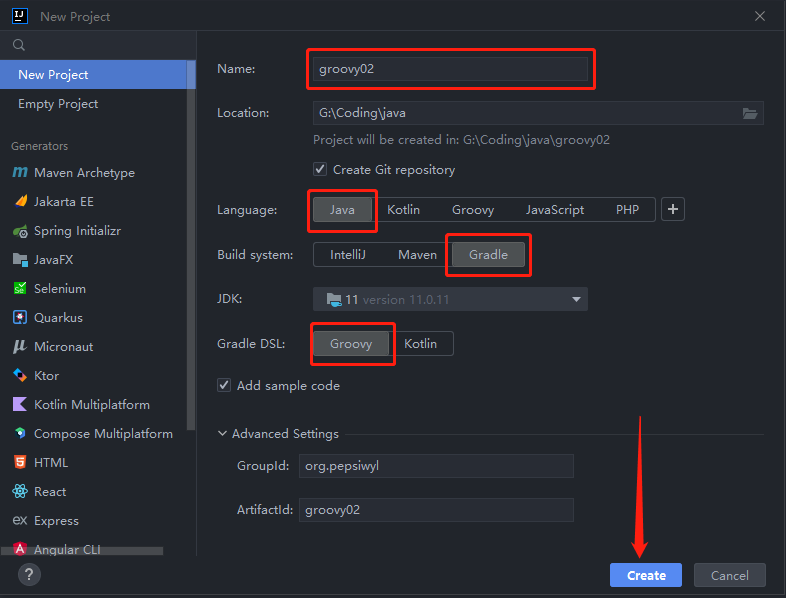 New Project
New Project
Empty Project
Generators
Maven Archetype
Jakarta EE
Spring Initializr
JavaFX
Selenium
Quarkus
Micronaut
Ktor
Kotlin Multiplatform
Compose Multiplatform
HTML
React
Express
Angular CLI
Name: groovy02
Location: G:\Coding\java
Project will be created in: G:\Coding\java\groovy02
Create Git repository
Language: Java Kotlin Groovy JavaScript PHP +
Build system: IntelliJ Maven Gradle
JDK: 11 version 11.0.11
Gradle DSL: Groovy Kotlin
Add sample code
Advanced Settings
GroupId: org.pepsiwyl
ArtifactId: groovy02
? Create Cancel